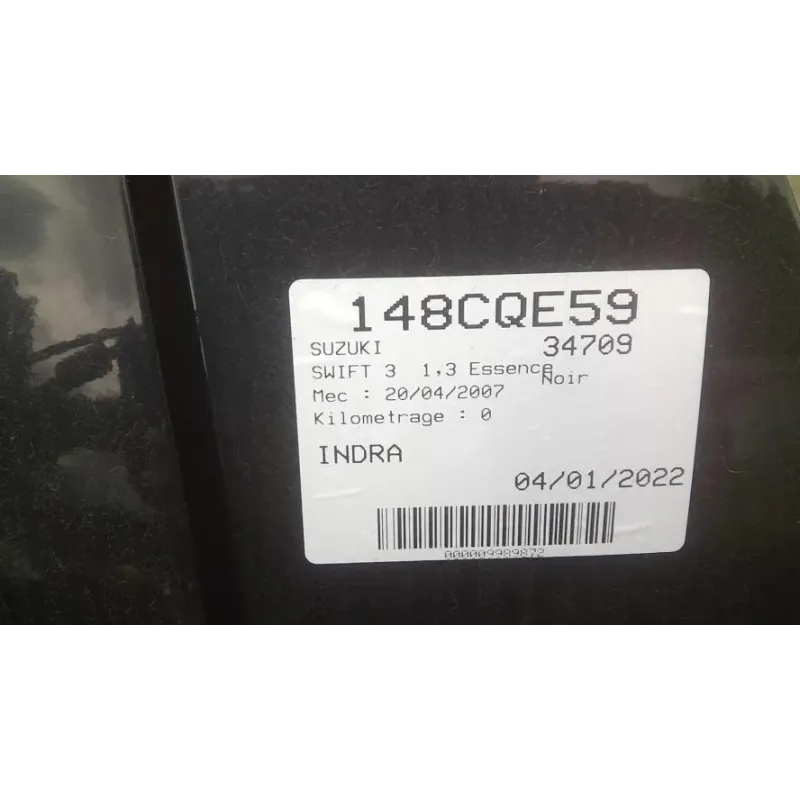 148CQE59
SUZUKI 34709
SWIFT 3 1,3 Essence Noir
Mec : 20/04/2007
Kilometrage : 0
INDRA
04/01/2022
000009989872